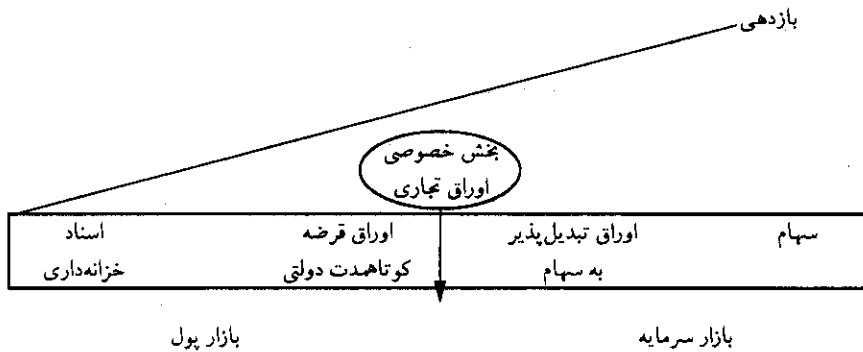 بازدهی
بخش خصوصی
اوراق تجاری
سهام
اوراق تبدیل‌پذیر
به سهام
اوراق قرضه
کوتاهمدت دولتی
اسناد
خزانه‌داری
بازار سرمایه
بازار پول